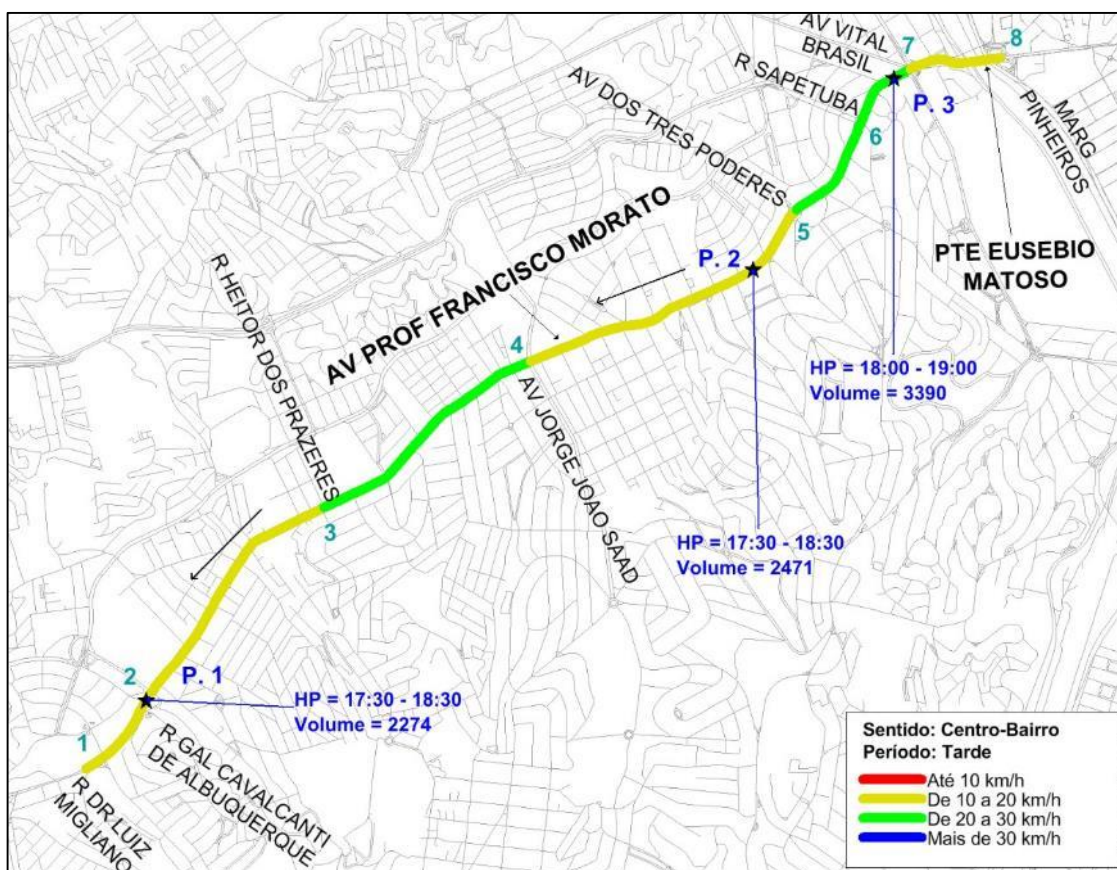 AV VITAL
BRASIL
7
8
R SAPETUBA
P. 3
AV DOS TRES PODERES
6
MARG
PINHEIROS
5
PTE EUSEBIO
MATOSO
AV PROF FRANCISCO MORATO
P. 2
R HEITOR DOS PRAZERES
4
HP = 18:00 - 19:00
Volume = 3390
AV JORGE JOAO SAAD
3
HP = 17:30 - 18:30
Volume = 2471
2
P. 1
HP = 17:30 - 18:30
Volume = 2274
1
R GAL CAVALCANTI
DE ALBUQUERQUE
R DR LUIZ
MIGLIANO
Sentido: Centro-Bairro
Período: Tarde
Até 10 km/h
De 10 a 20 km/h
De 20 a 30 km/h
Mais de 30 km/h